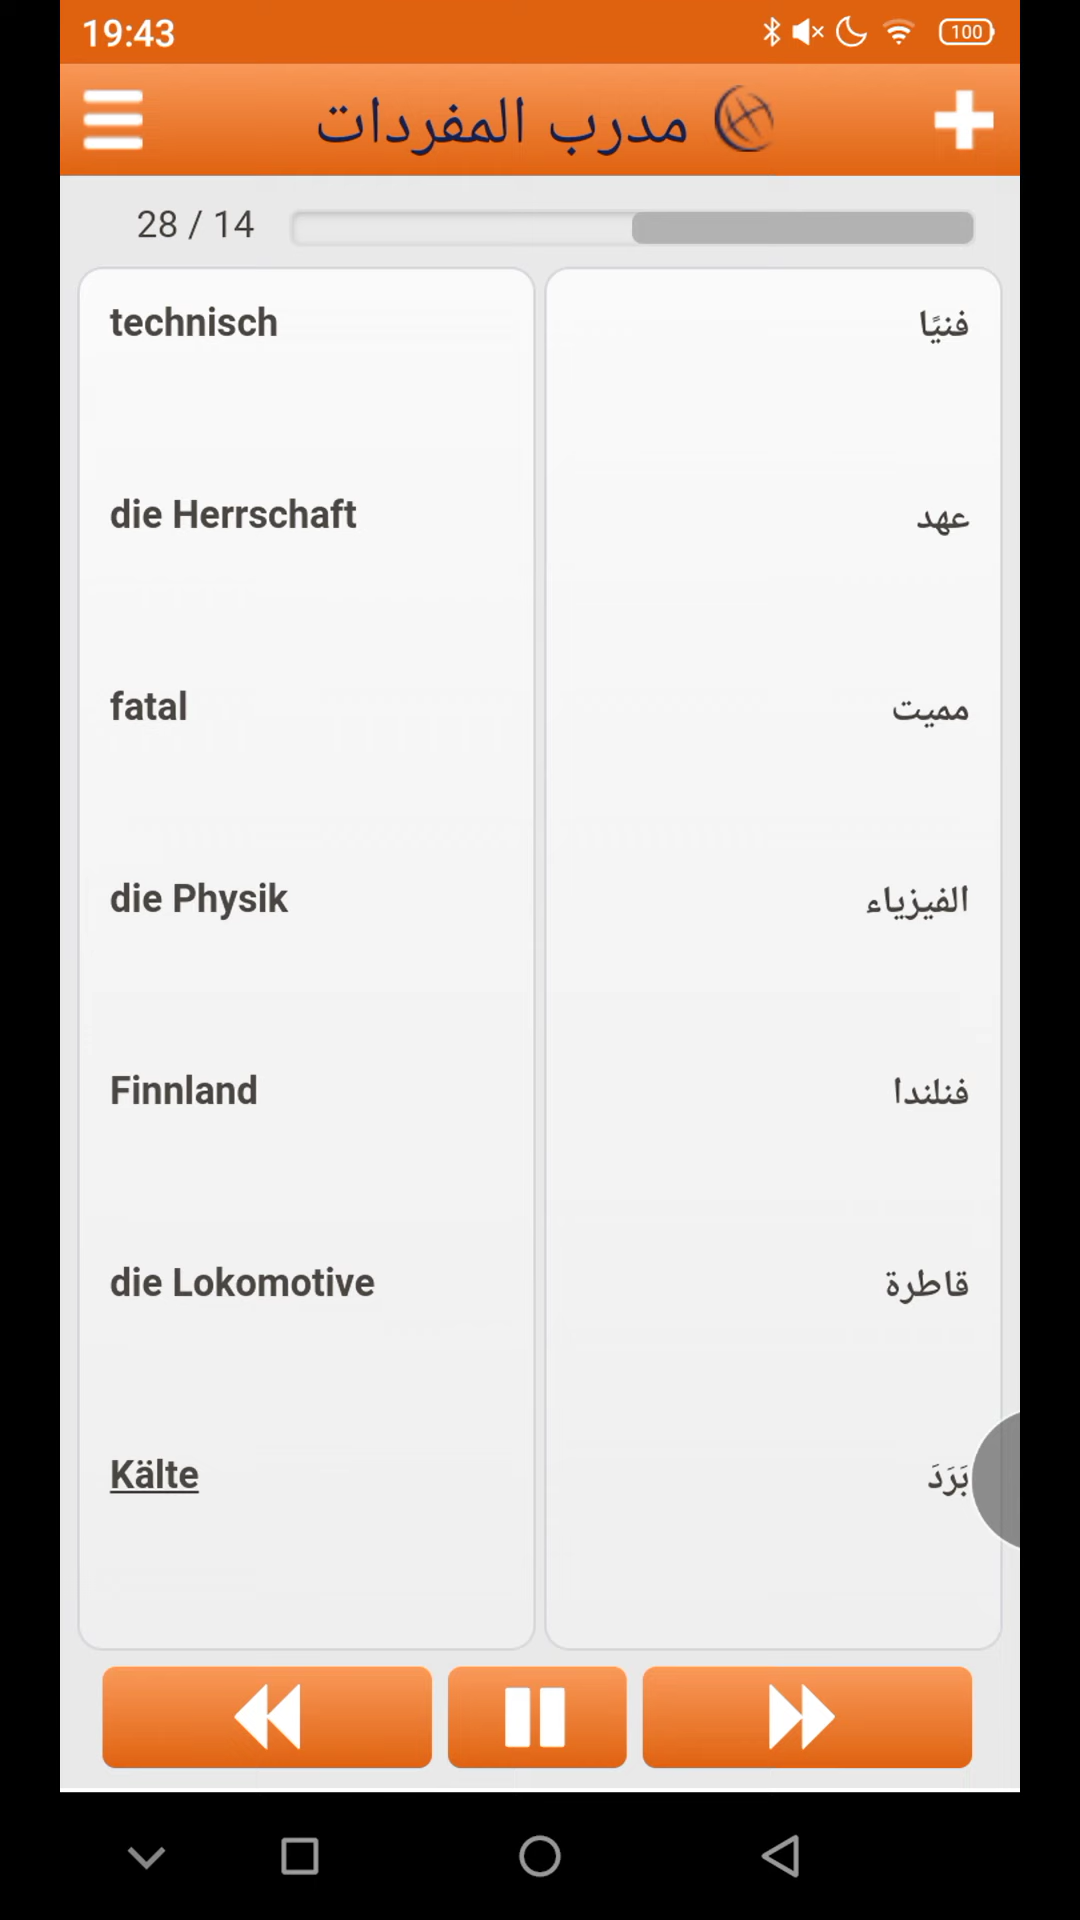 19:43
100
مدرب المفردات
28 / 14
technisch
فنيًا
die Herrschaft
عهد
fatal
مميت
die Physik
الفيزياء
Finnland
فنلندا
die Lokomotive
قاطرة
Kälte
بَرَدَ